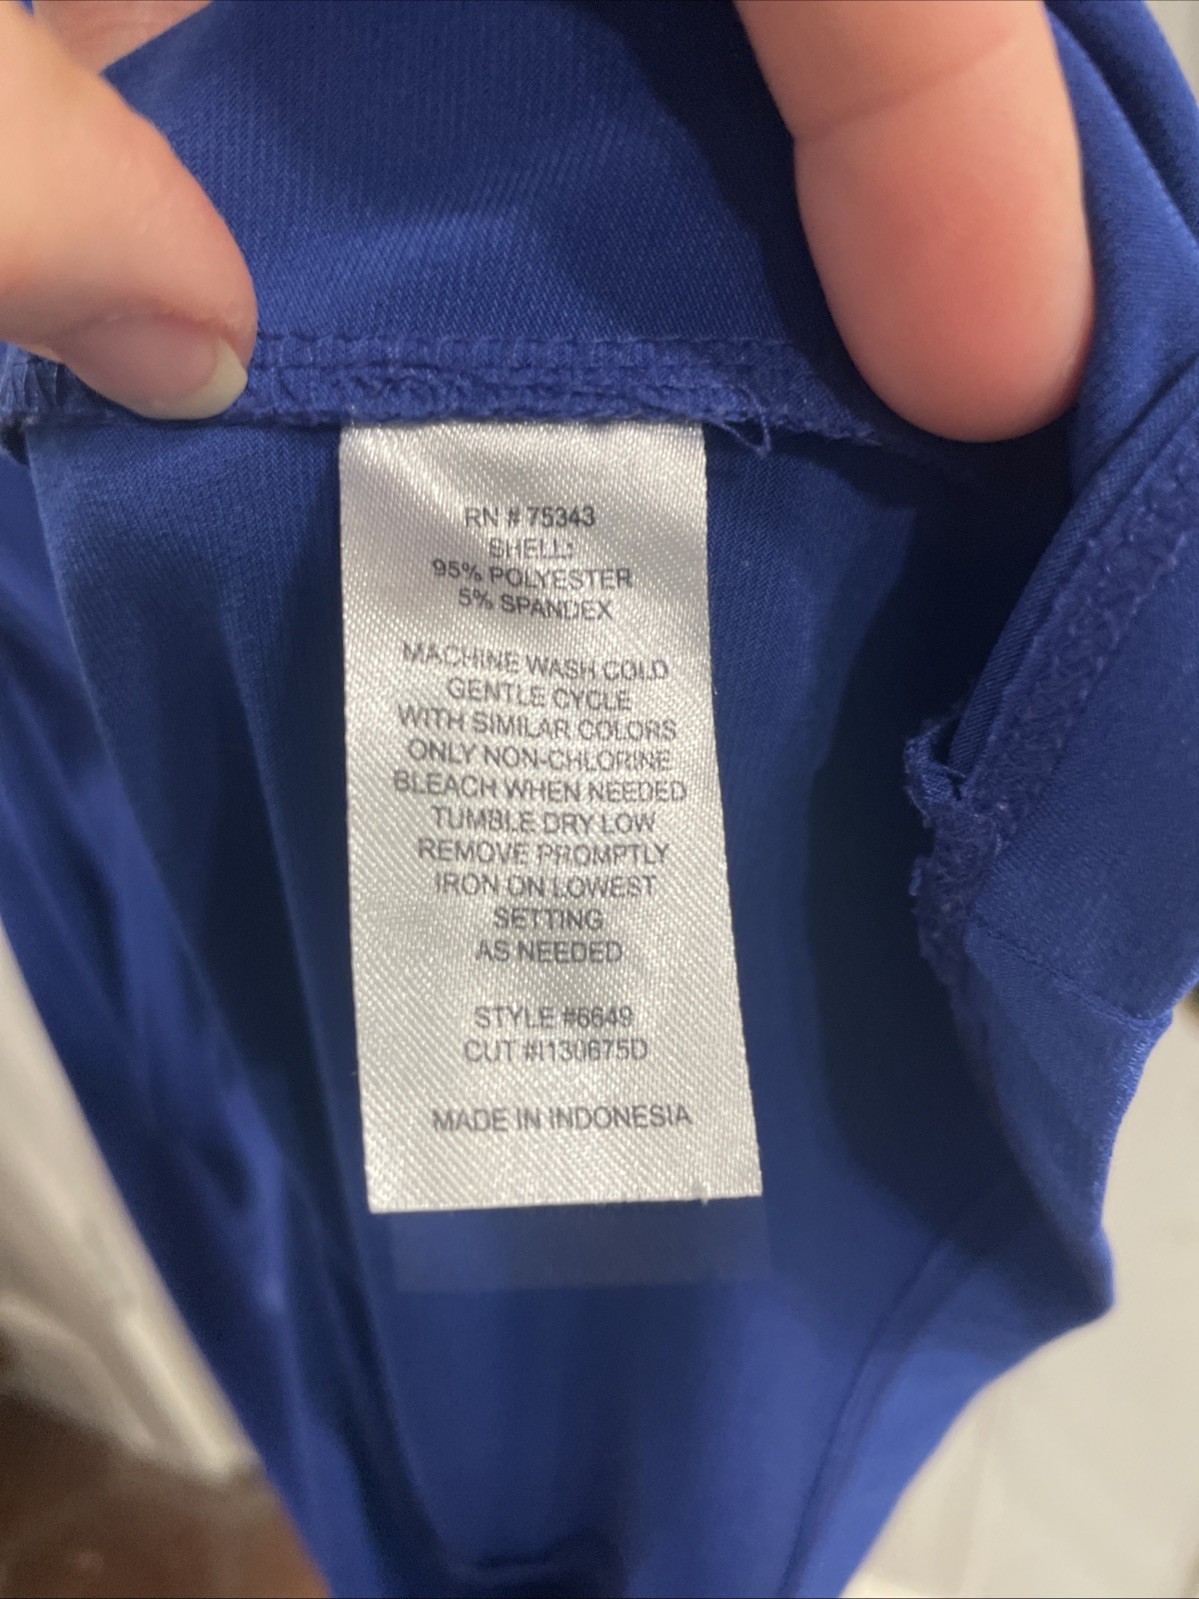 RN # 75343
SHELL:
95% POLYESTER
5% SPANDEX
MACHINE WASH COLD
GENTLE CYCLE
WITH SIMILAR COLORS
ONLY NON-CHLORINE
BLEACH WHEN NEEDED
TUMBLE DRY LOW
REMOVE PROMPTLY
IRON ON LOWEST
SETTING
AS NEEDED
STYLE #6649
CUT #I130675D
MADE IN INDONESIA